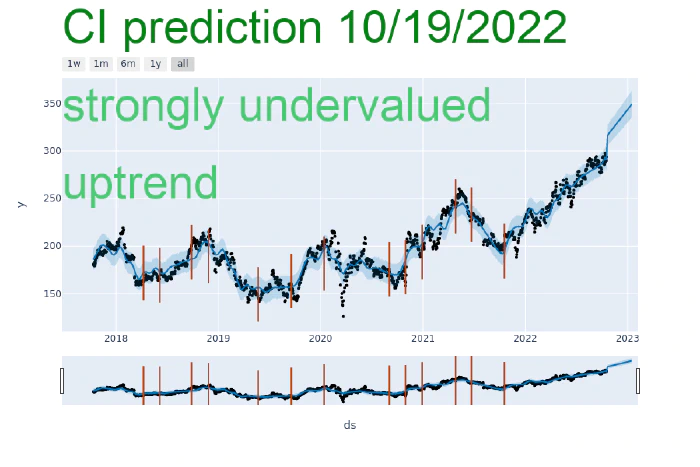 CI prediction 10/19/2022
1w 1m 6m 1y all
strongly undervalued
uptrend
350
300
250
200
150
y
2018 2019 2020 2021 2022 2023
ds